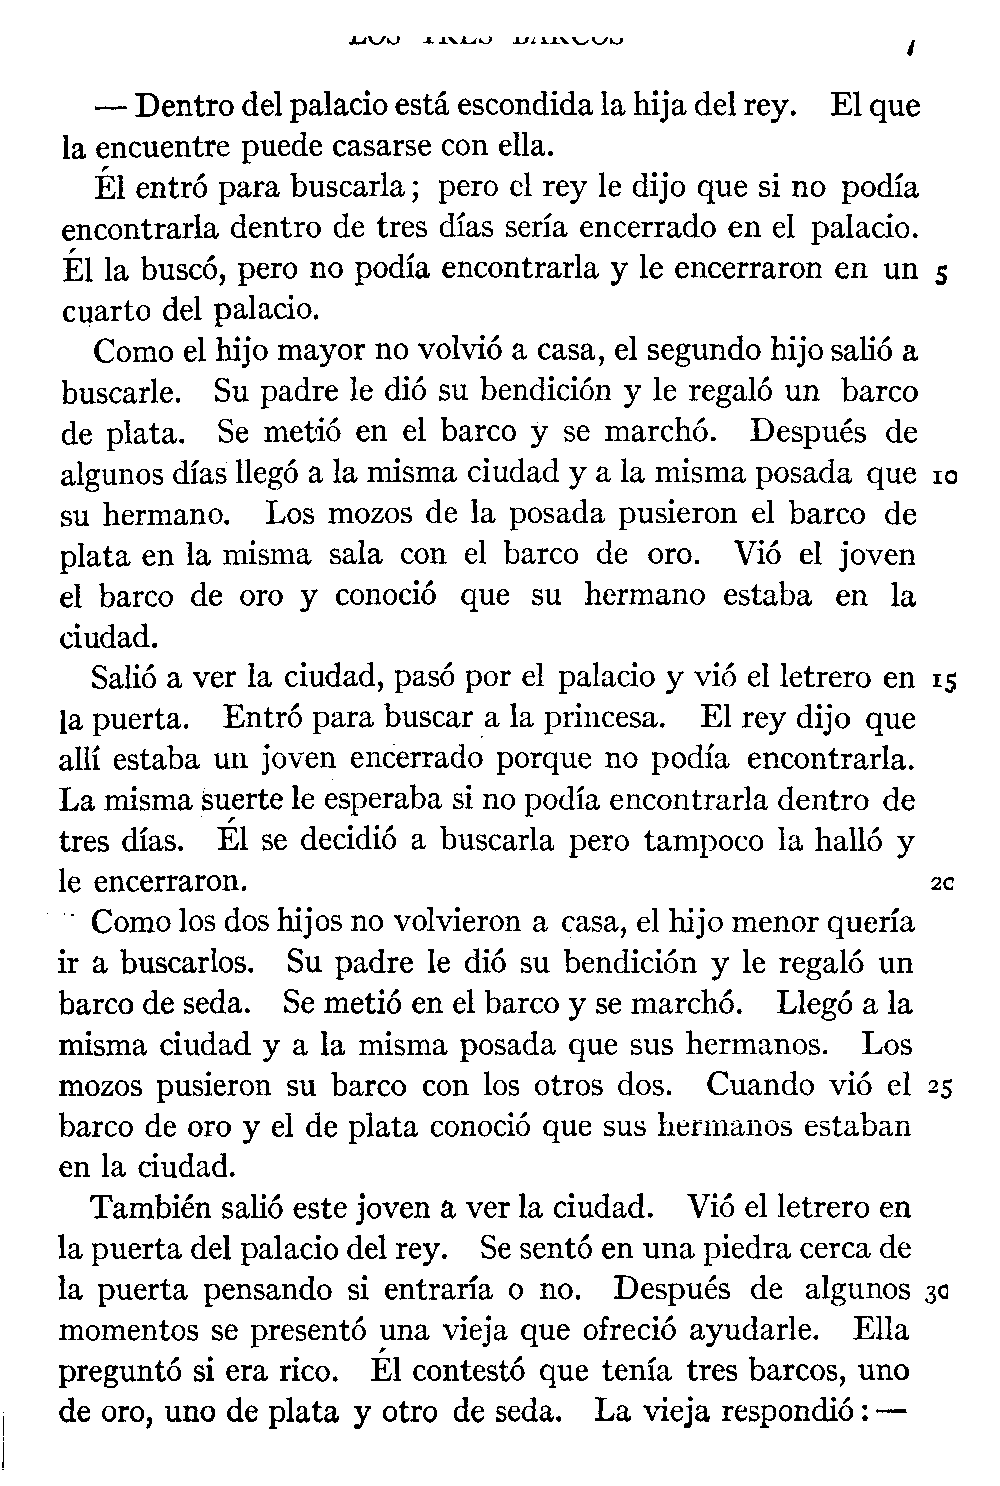 LOS TRES BARCOS
— Dentro del palacio está escondida la hija del rey. El que
la encuentre puede casarse con ella.
Él entró para buscarla; pero el rey le dijo que si no podía
encontrarla dentro de tres días sería encerrado en el palacio.
Él la buscó, pero no podía encontrarla y le encerraron en un 5
cuarto del palacio.
Como el hijo mayor no volvió a casa, el segundo hijo salió a
buscarle. Su padre le dió su bendición y le regaló un barco
de plata. Se metió en el barco y se marchó. Después de
algunos días llegó a la misma ciudad y a la misma posada que 10
su hermano. Los mozos de la posada pusieron el barco de
plata en la misma sala con el barco de oro. Vió el joven
el barco de oro y conoció que su hermano estaba en la
ciudad.
Salió a ver la ciudad, pasó por el palacio y vió el letrero en 15
la puerta. Entró para buscar a la princesa. El rey dijo que
allí estaba un joven encerrado porque no podía encontrarla.
La misma suerte le esperaba si no podía encontrarla dentro de
tres días. Él se decidió a buscarla pero tampoco la halló y
le encerraron. 20
Como los dos hijos no volvieron a casa, el hijo menor quería
ir a buscarlos. Su padre le dió su bendición y le regaló un
barco de seda. Se metió en el barco y se marchó. Llegó a la
misma ciudad y a la misma posada que sus hermanos. Los
mozos pusieron su barco con los otros dos. Cuando vió el 25
barco de oro y el de plata conoció que sus hermanos estaban
en la ciudad.
También salió este joven a ver la ciudad. Vió el letrero en
la puerta del palacio del rey. Se sentó en una piedra cerca de
la puerta pensando si entraría o no. Después de algunos 30
momentos se presentó una vieja que ofreció ayudarle. Ella
preguntó si era rico. Él contestó que tenía tres barcos, uno
de oro, uno de plata y otro de seda. La vieja respondió: —